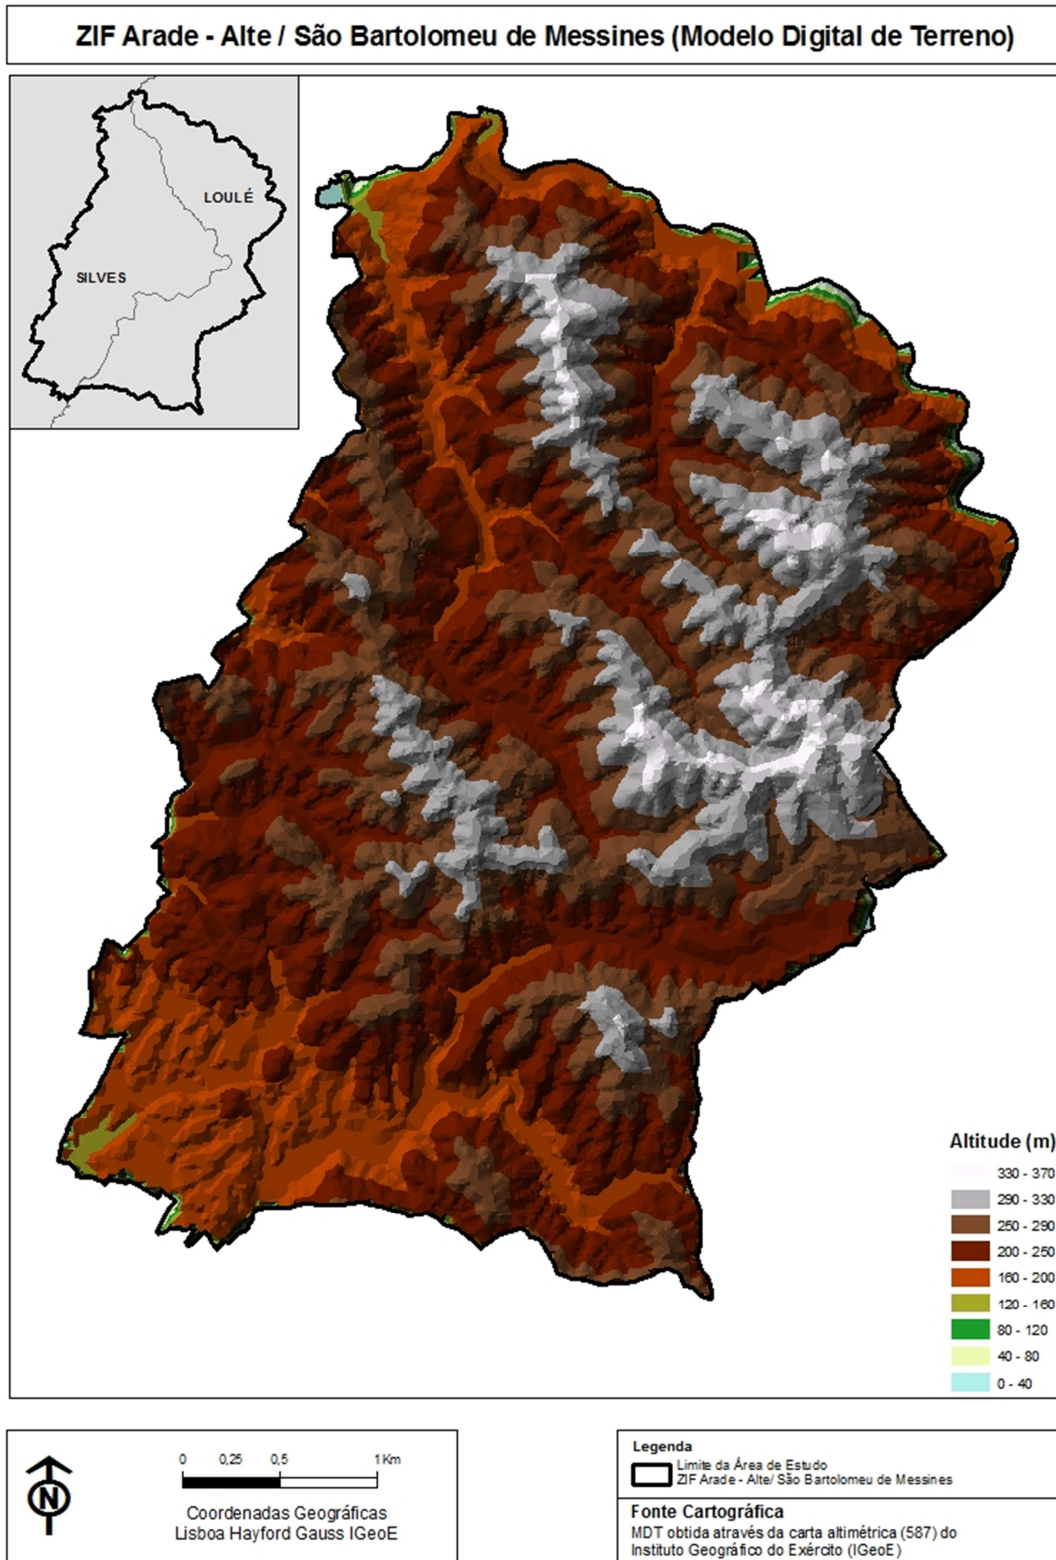 ZIF Arade - Alte / São Bartolomeu de Messines (Modelo Digital de Terreno)
LOULÉ
SILVES
Altitude (m)
330 - 370
290 - 330
250 - 290
200 - 250
160 - 200
120 - 160
80 - 120
40 - 80
0 - 40
N
0 0,25 0,5 1 Km
Coordenadas Geográficas
Lisboa Hayford Gauss IGeoE
Legenda
Limite da Área de Estudo
ZIF Arade - Alte/ São Bartolomeu de Messines
Fonte Cartográfica
MDT obtida através da carta altimétrica (587) do
Instituto Geográfico do Exército (IGeoE)